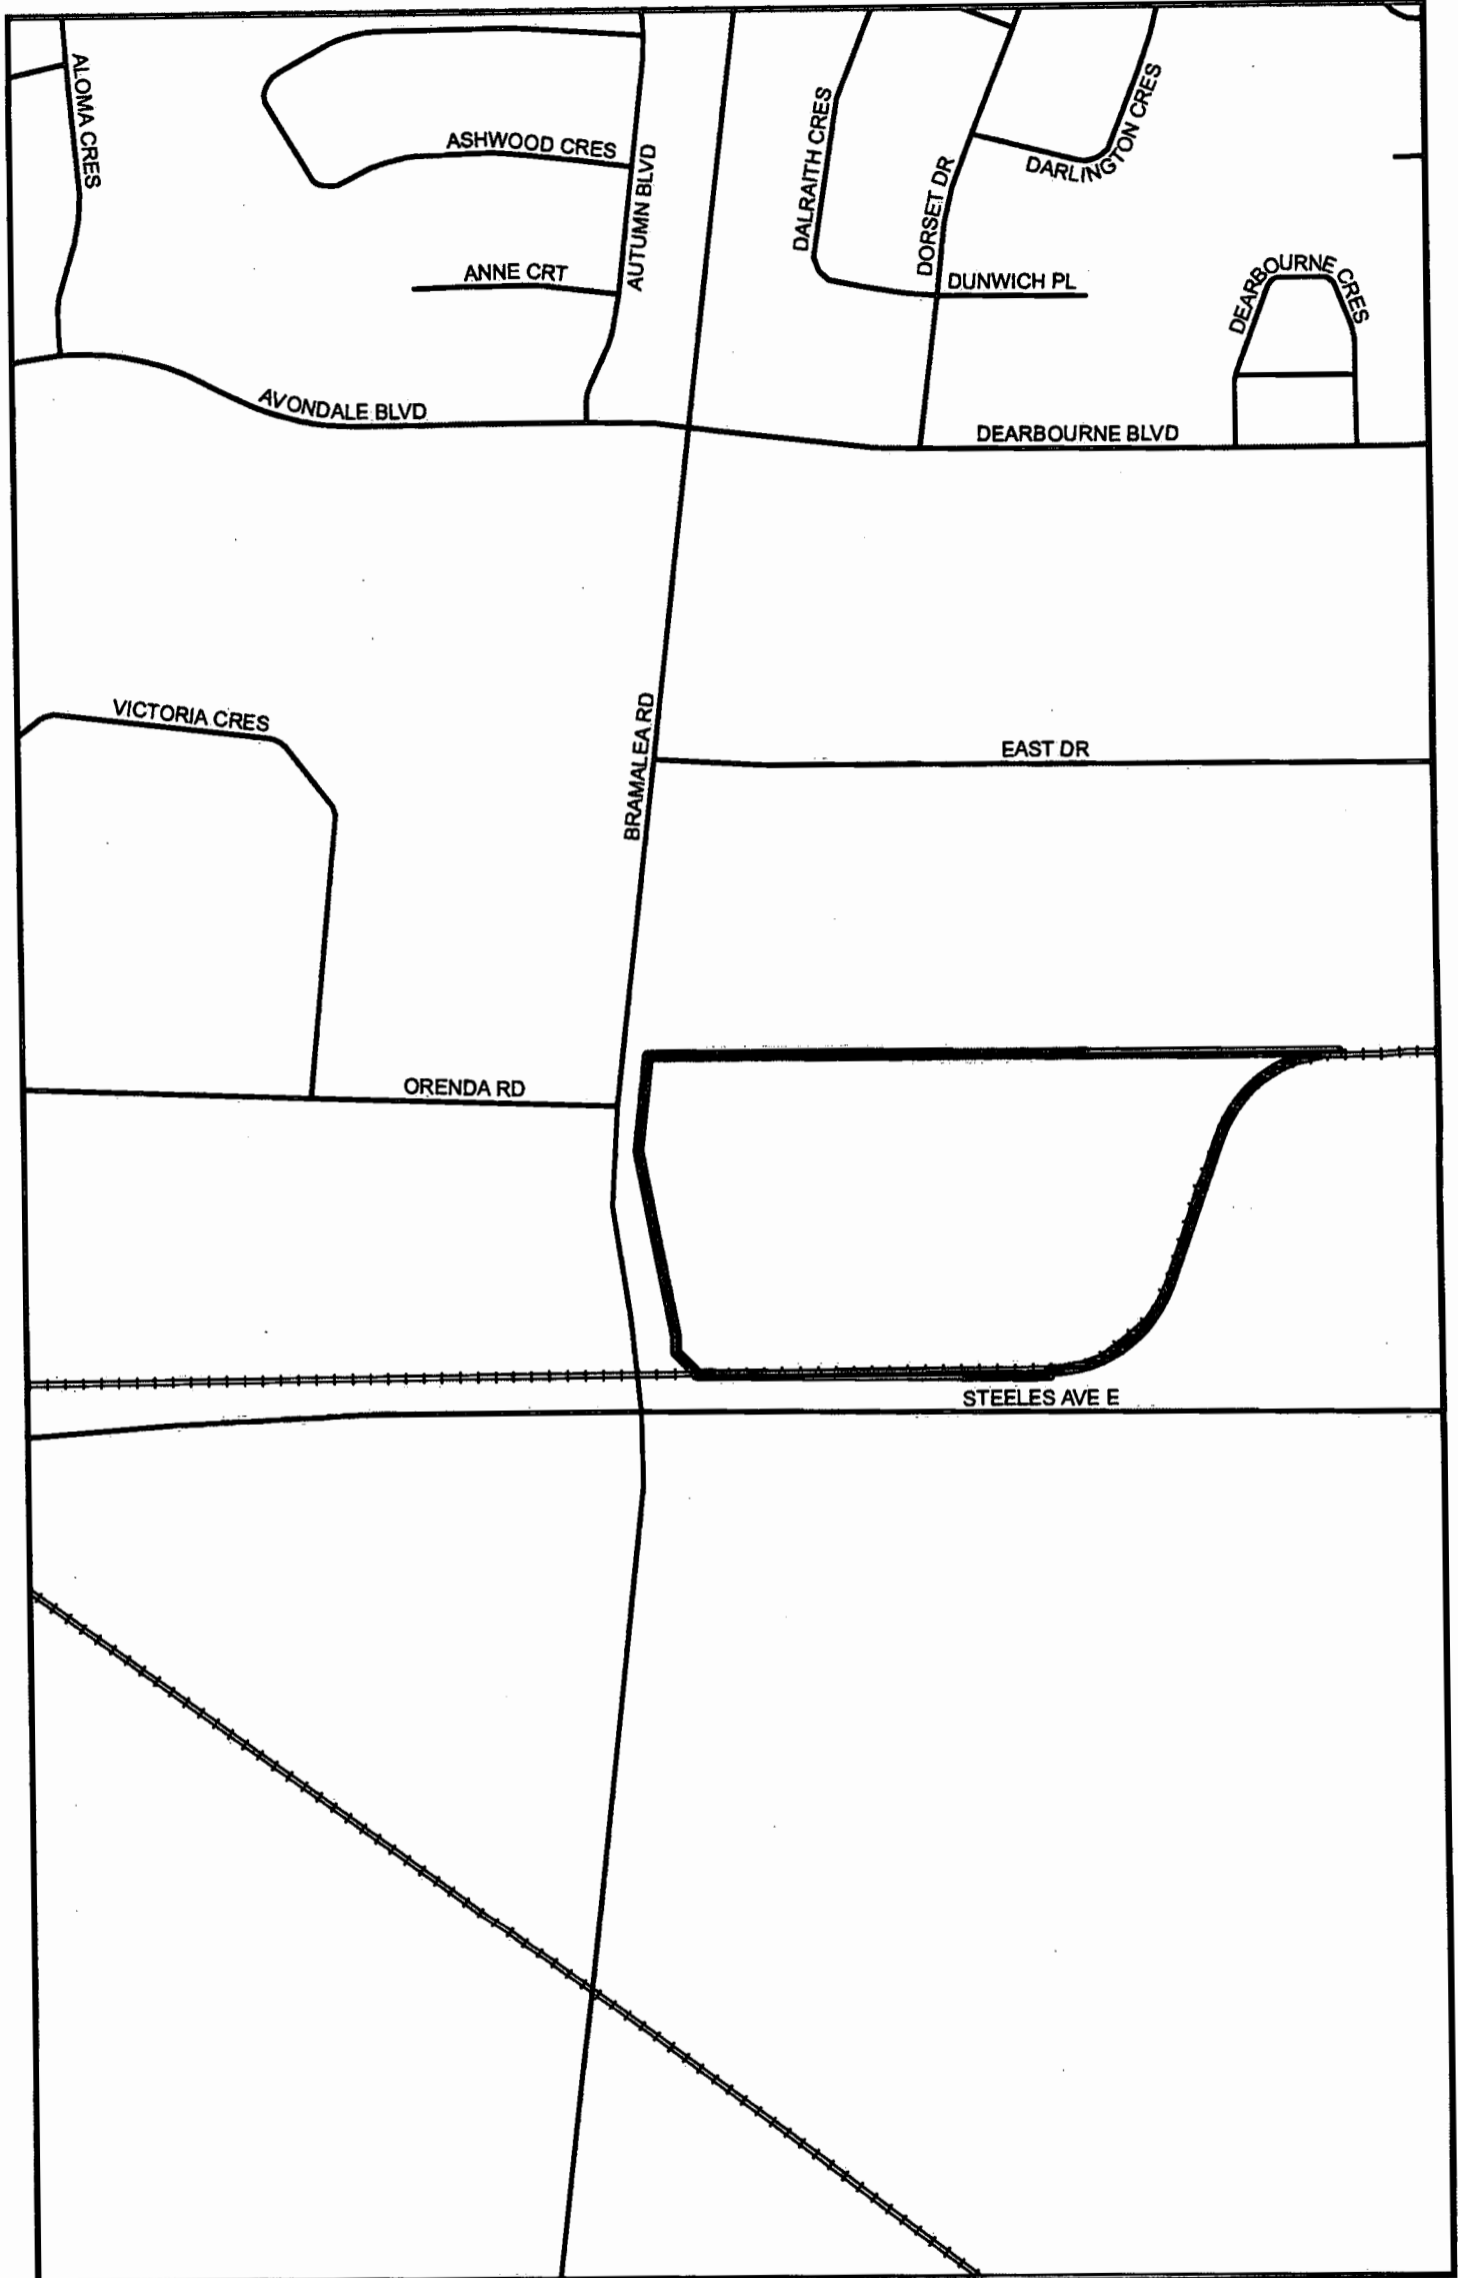 ALOMA CRES
ASHWOOD CRES
AUTUMN BLVD
DALRAITH CRES
DORSET DR
DARLINGTON CRES
ANNE CRT
DUNWICH PL
DEARBOURNE CRES
AVONDALE BLVD
DEARBOURNE BLVD
VICTORIA CRES
BRAMALEA RD
EAST DR
ORENDA RD
STEELES AVE E